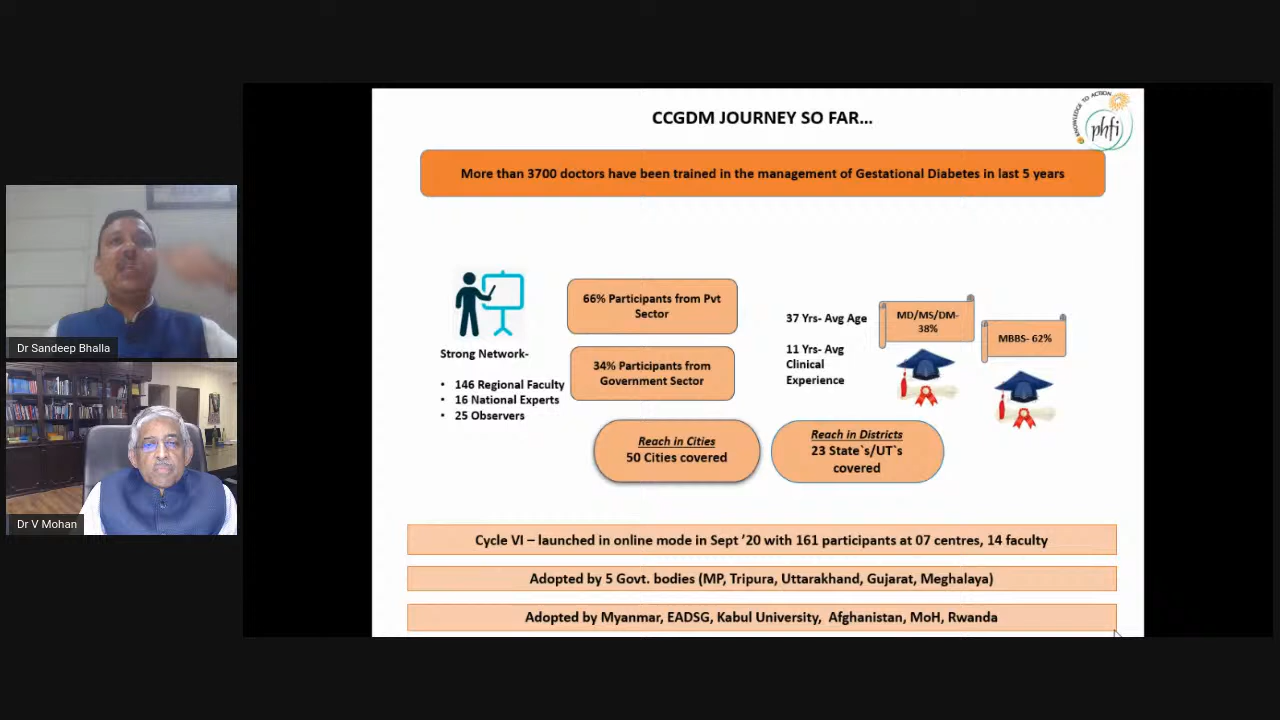 CCGDM JOURNEY SO FAR...
KNOWLEDGE TO ACTION
phfi
More than 3700 doctors have been trained in the management of Gestational Diabetes in last 5 years
Strong Network-
• 146 Regional Faculty
• 16 National Experts
• 25 Observers
66% Participants from Pvt
Sector
34% Participants from
Government Sector
37 Yrs- Avg Age
11 Yrs- Avg
Clinical
Experience
MD/MS/DM-
38%
MBBS- 62%
Reach in Cities
50 Cities covered
Reach in Districts
23 State`s/UT`s
covered
Cycle VI – launched in online mode in Sept ’20 with 161 participants at 07 centres, 14 faculty
Adopted by 5 Govt. bodies (MP, Tripura, Uttarakhand, Gujarat, Meghalaya)
Adopted by Myanmar, EADSG, Kabul University, Afghanistan, MoH, Rwanda
Dr Sandeep Bhalla
Dr V Mohan